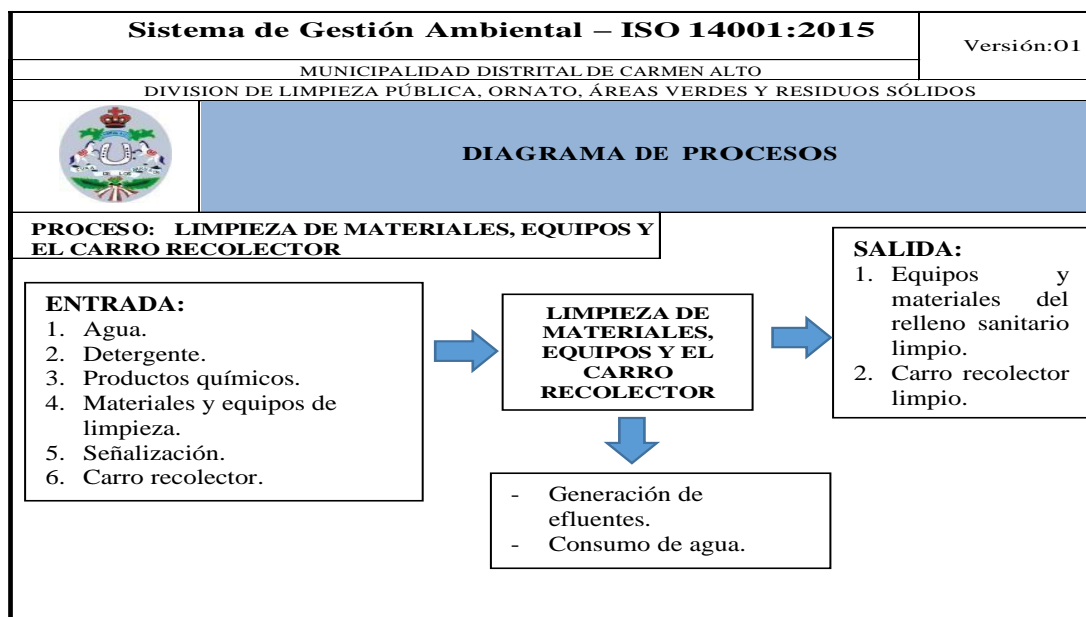 Sistema de Gestión Ambiental – ISO 14001:2015
Versión:01
MUNICIPALIDAD DISTRITAL DE CARMEN ALTO
DIVISION DE LIMPIEZA PÚBLICA, ORNATO, ÁREAS VERDES Y RESIDUOS SÓLIDOS
DIAGRAMA DE PROCESOS
PROCESO: LIMPIEZA DE MATERIALES, EQUIPOS Y
EL CARRO RECOLECTOR
ENTRADA:
1. Agua.
2. Detergente.
3. Productos químicos.
4. Materiales y equipos de
limpieza.
5. Señalización.
6. Carro recolector.
LIMPIEZA DE
MATERIALES,
EQUIPOS Y EL
CARRO
RECOLECTOR
SALIDA:
1. Equipos y
materiales del
relleno sanitario
limpio.
2. Carro recolector
limpio.
- Generación de
efluentes.
- Consumo de agua.